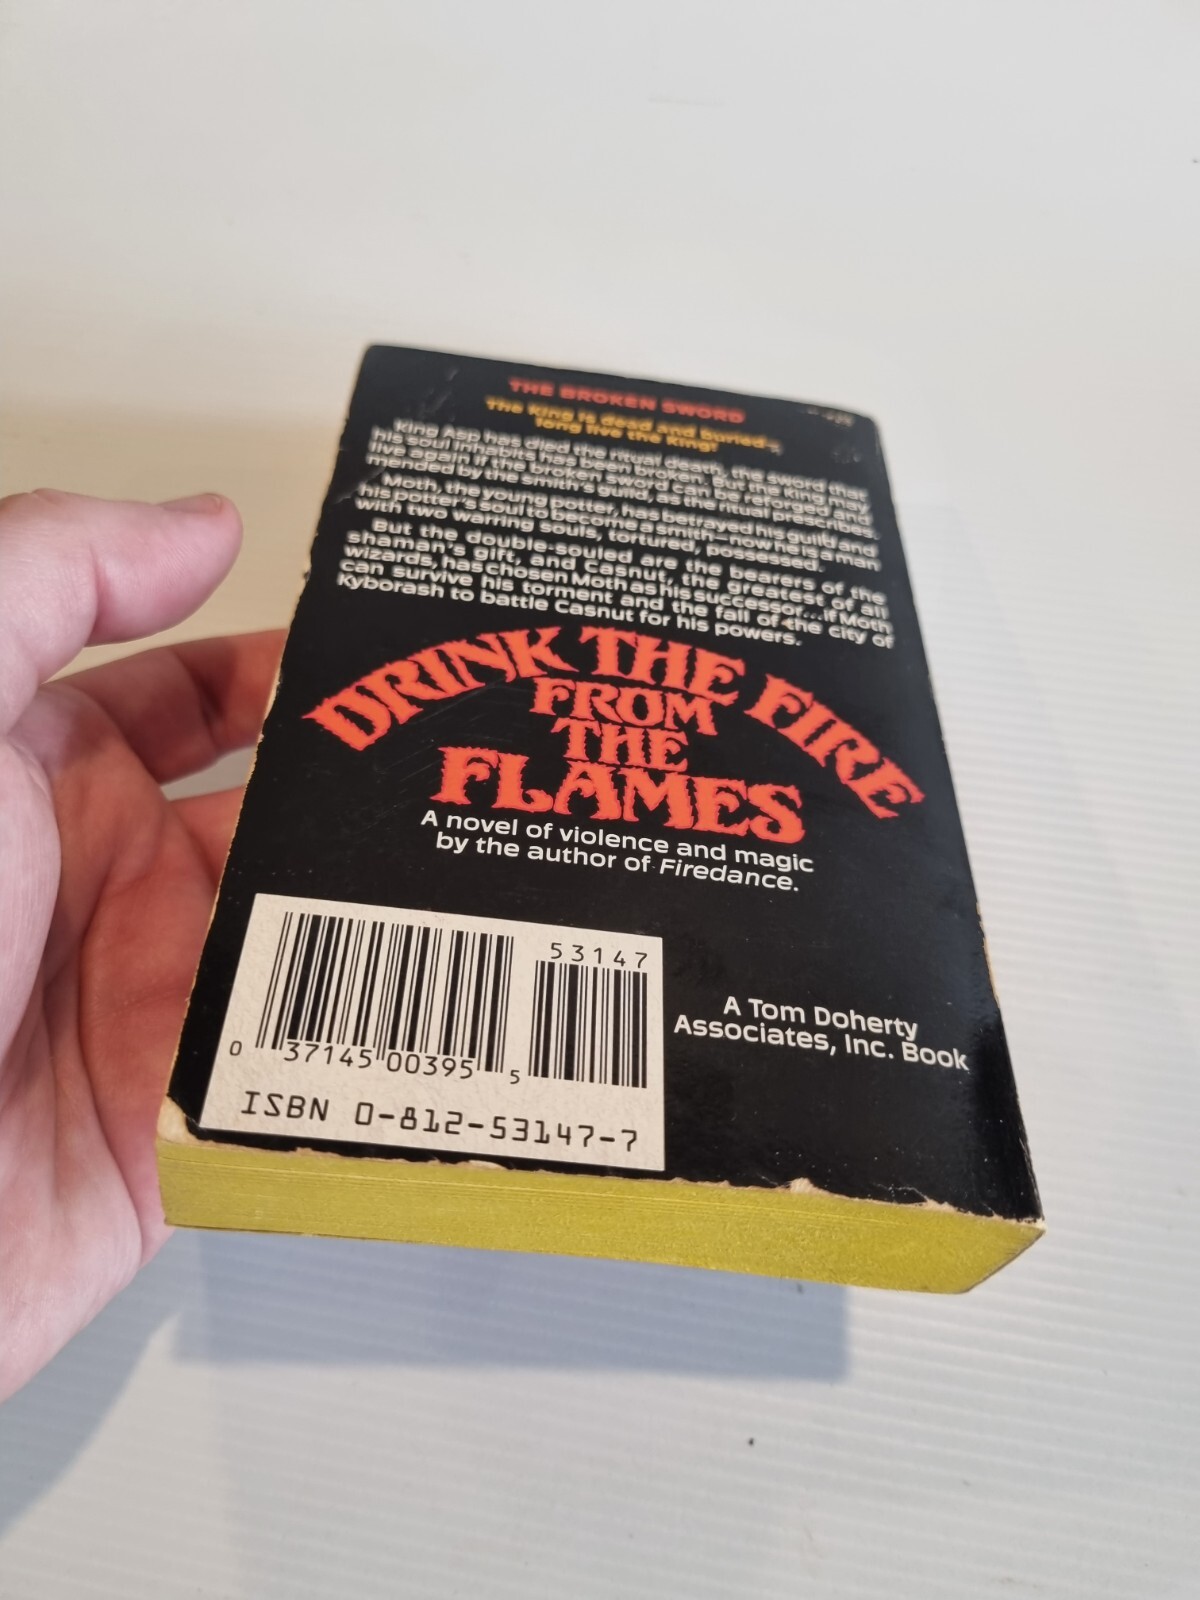 THE BROKEN SWORD
The King is dead and buried–
long live the King!
King Asp has died the ritual death, the sword that
his soul inhabits has been broken. But the King may
live again if the broken sword can be reforged and
mended by the smith's guild, as the ritual prescribes.
Moth, the young potter, has betrayed his guild and
his potter's soul to become a smith—now he is a man
with two warring souls, tortured, possessed.
But the double-souled are the bearers of the
shaman's gift, and Casnut, the greatest of all
wizards, has chosen Moth as his successor...if Moth
can survive his torment and the fall of the city of
Kyborash to battle Casnut for his powers.
DRINK THE FIRE
FROM
THE
FLAMES
A novel of violence and magic
by the author of Firedance.
53147
0 37145 00395 5
ISBN 0-812-53147-7
A Tom Doherty
Associates, Inc. Book